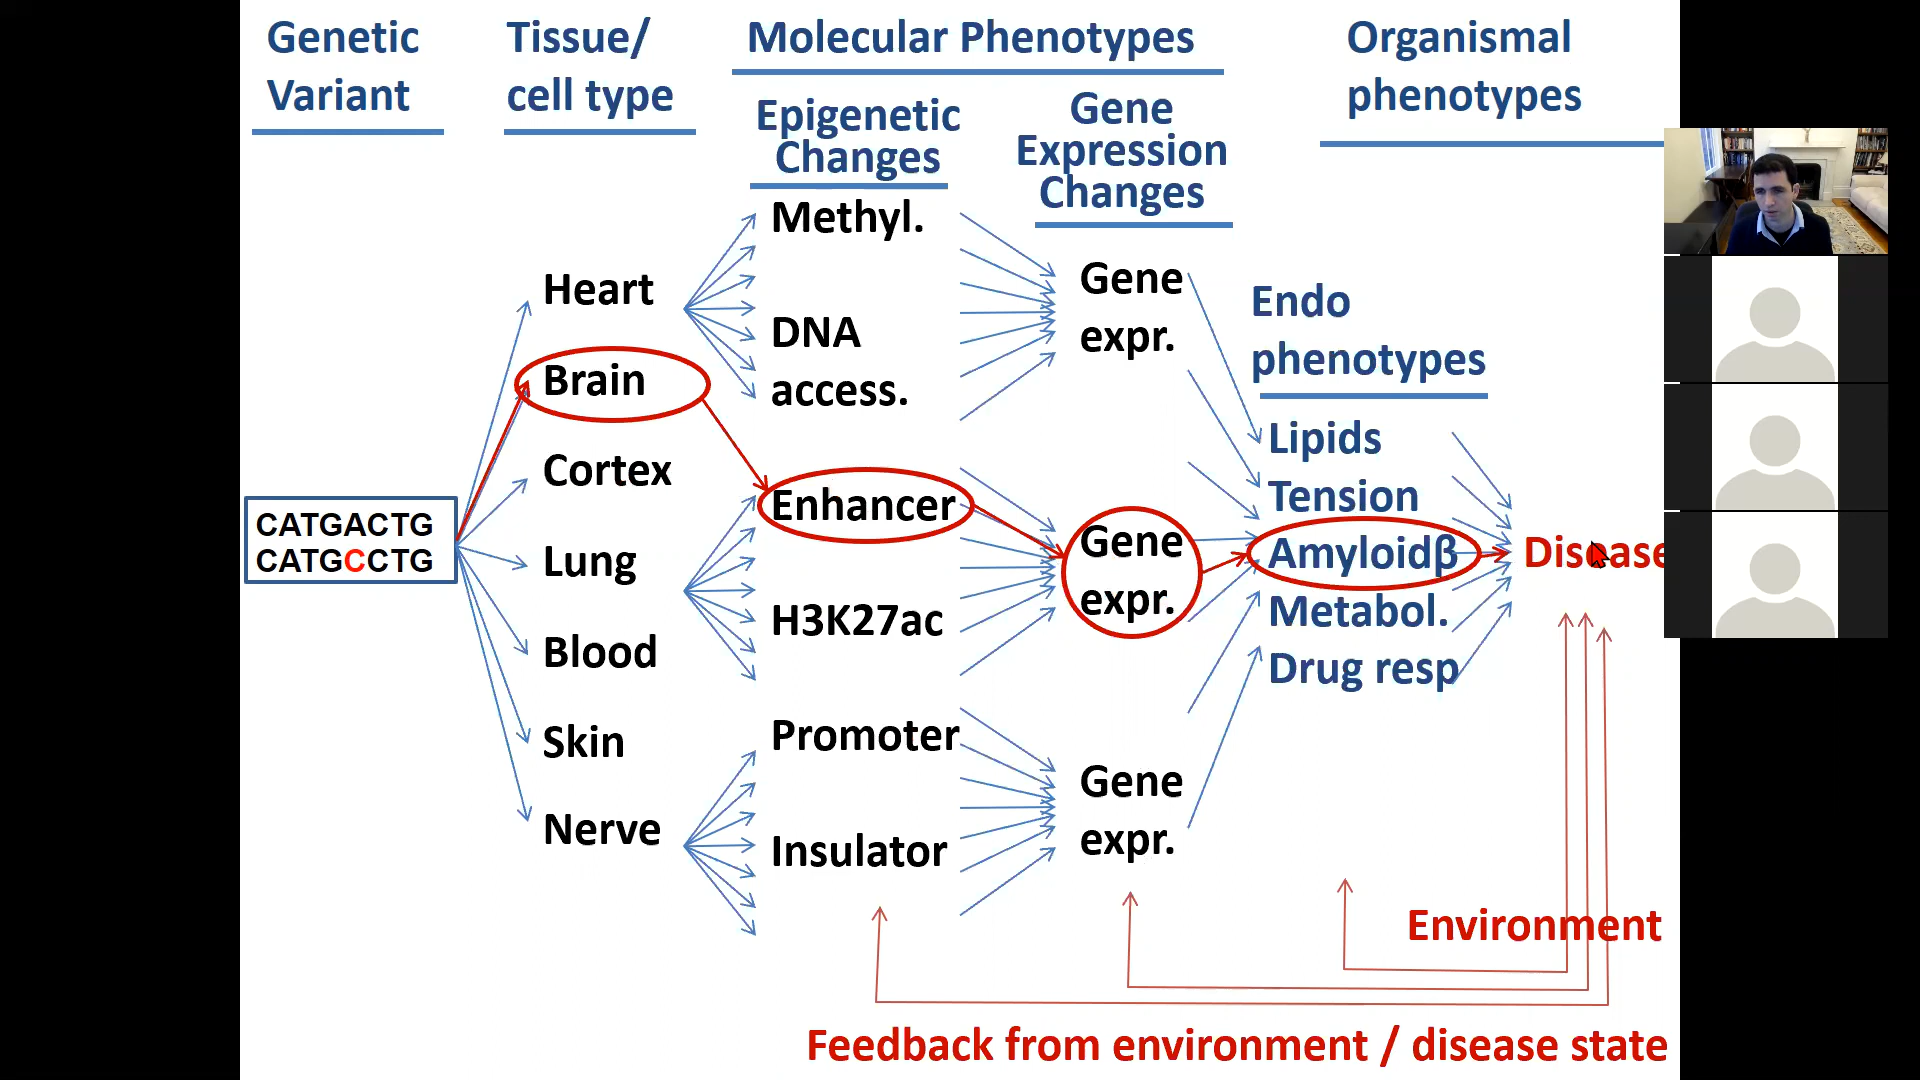 Genetic
Variant
Tissue/
cell type
Molecular Phenotypes
Organismal
phenotypes
Epigenetic
Changes
Gene
Expression
Changes
CATGACTG
CATGCCTG
Heart
Brain
Cortex
Lung
Blood
Skin
Nerve
Methyl.
DNA
access.
Enhancer
H3K27ac
Promoter
Insulator
Gene
expr.
Gene
expr.
Gene
expr.
Endo
phenotypes
Lipids
Tension
Amyloidβ
Metabol.
Drug resp
Disease
Environment
Feedback from environment / disease state